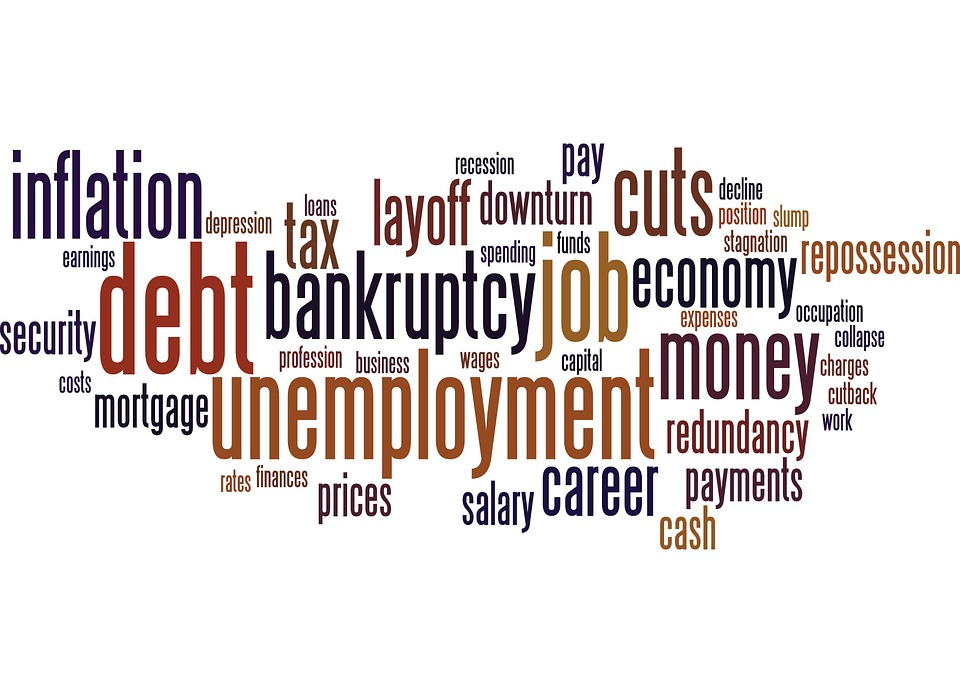 inflation
depression
loans
tax
layoff
recession
downturn
pay
cuts
decline
position
slump
stagnation
repossession
earnings
debt
bankruptcy
spending
funds
job
economy
expenses
occupation
collapse
security
costs
mortgage
profession
business
wages
capital
unemployment
money
charges
cutback
work
redundancy
rates
finances
prices
salary
career
payments
cash